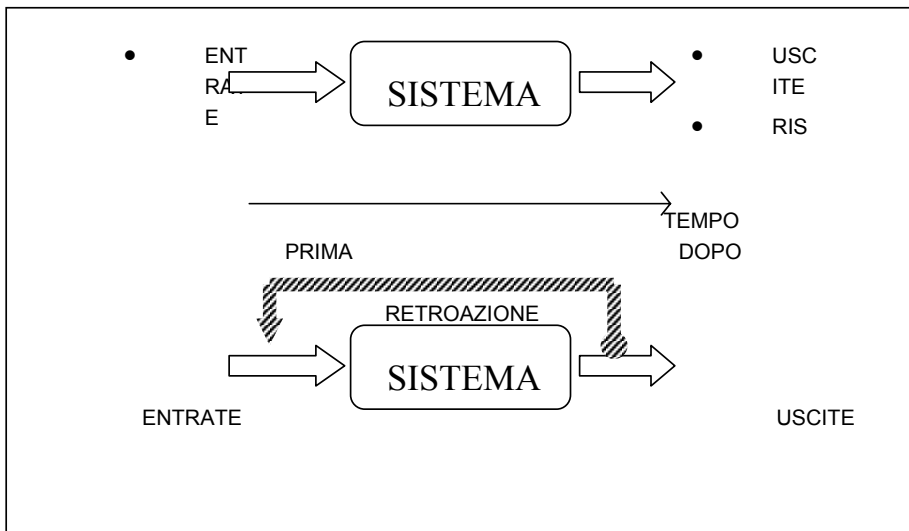 • ENT
RA
E
SISTEMA
• USC
ITE
• RIS
TEMPO
PRIMA
DOPO
RETROAZIONE
SISTEMA
ENTRATE
USCITE